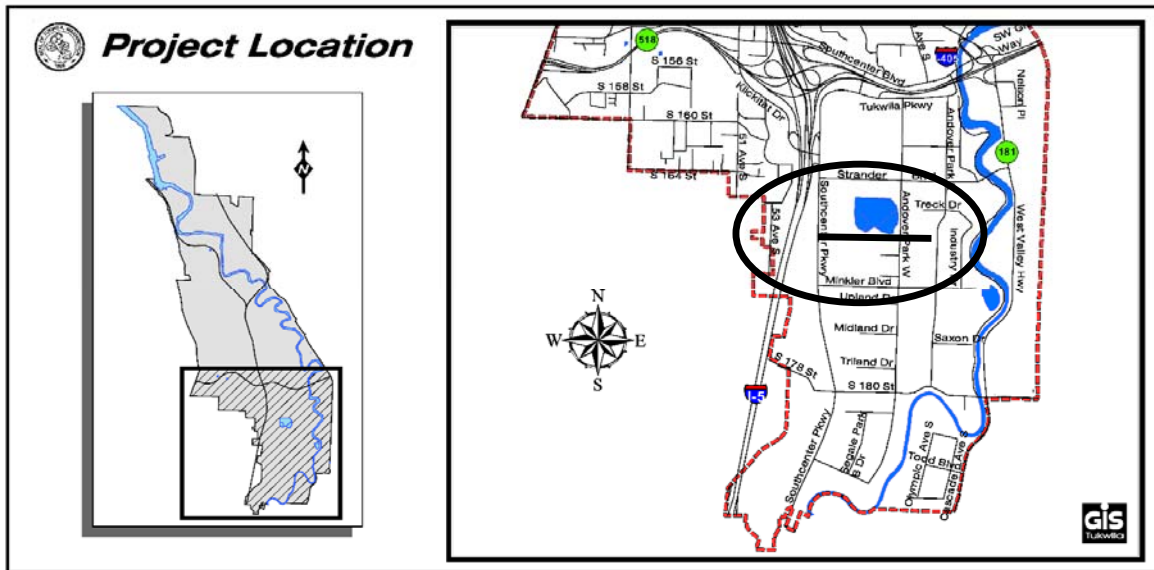 Project Location
N
518
S 156 St
S 158 St
Klickitat Dr
Southcenter Blvd
Ave S
I-405
SW G
Way
Nelson Pl
Tukwila Pkwy
S 160 St
51 Ave S
Andover Park
181
S 164 St
Strander
53 Ave S
Southcenter Pkwy
Andover Park W
Treck Dr
Industry
West Valley Hwy
Minkler Blvd
Upland Dr
N
W
E
S
Midland Dr
Saxon Dr
Triland Dr
S 178 St
S 180 St
I-5
Southcenter Pkwy
Segale Park
B Dr
Olympic Ave S
Todd Blvd
Cascade Ave S
GIS
Tukwila